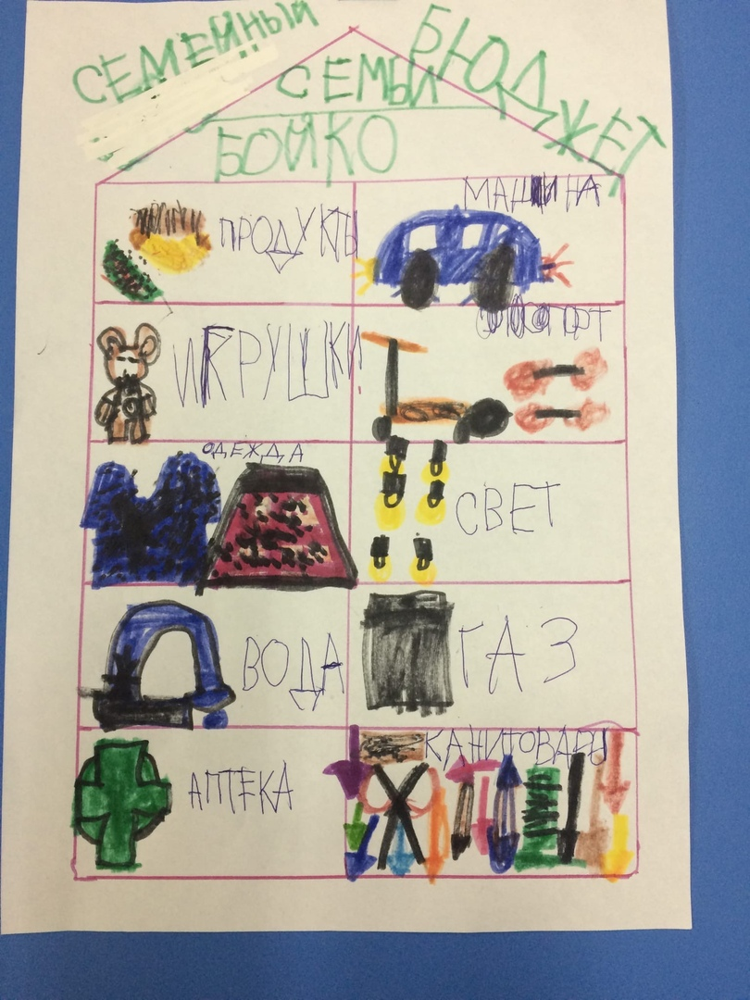 СЕМЕЙНЫЙ БЮДЖЕТ
СЕМЬИ
БОЙКО
ПРОДУКТЫ
МАШИНА
ИГРУШКИ
СПОРТ
ОДЕЖДА
СВЕТ
ВОДА
ГАЗ
АПТЕКА
КАНЦТОВАРЫ